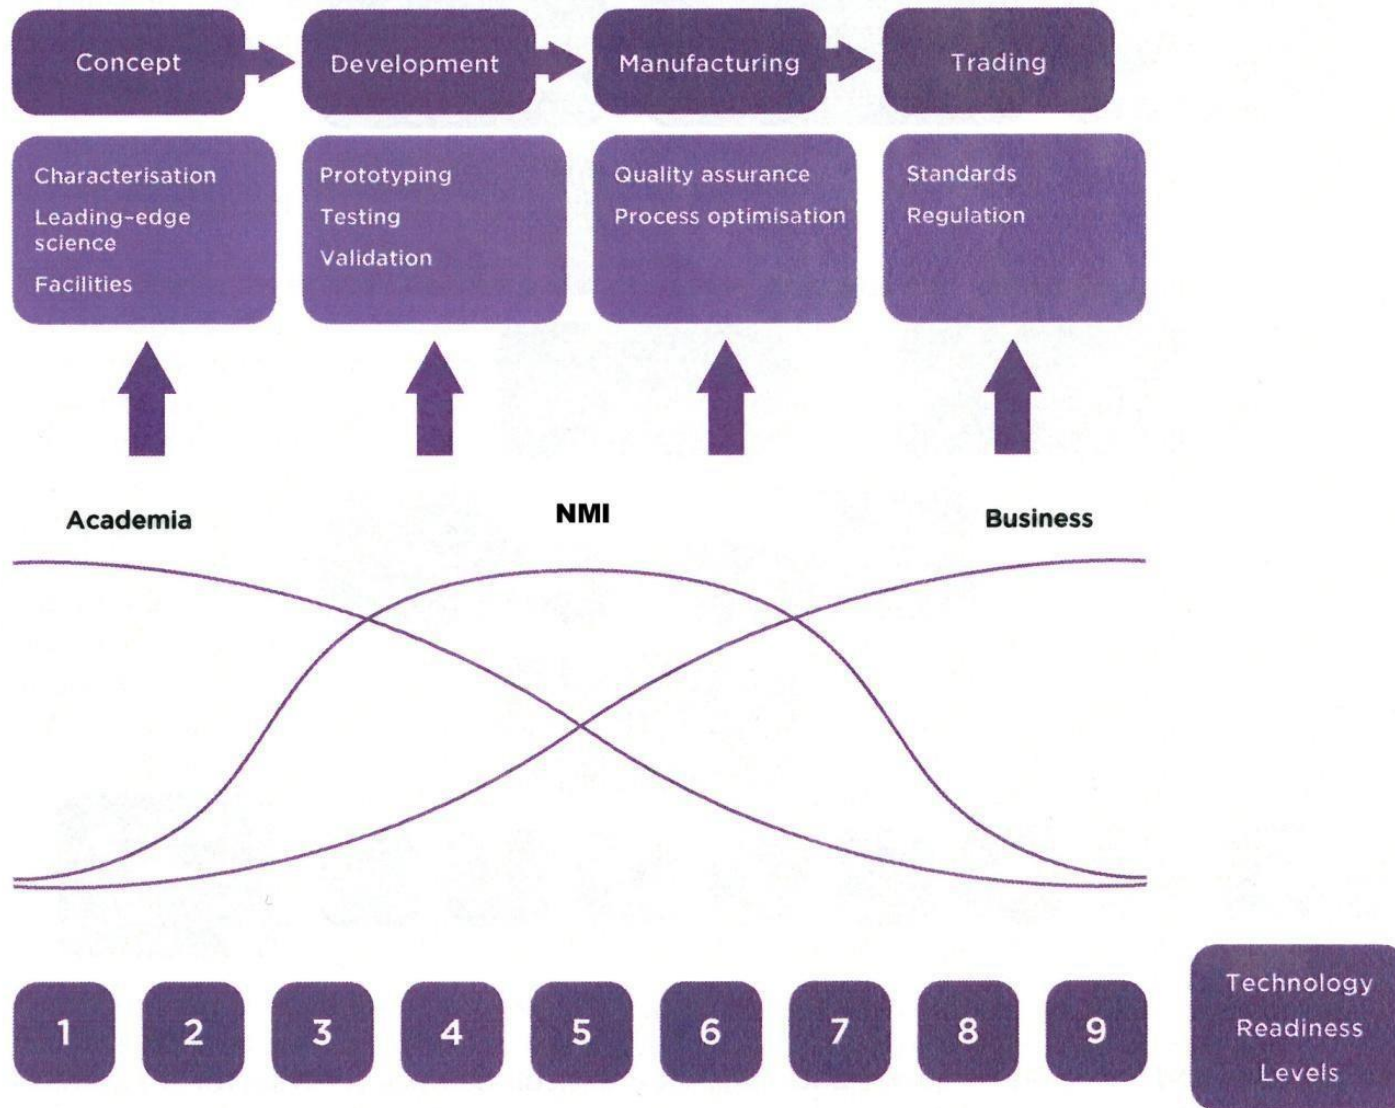 Concept
Development
Manufacturing
Trading
Characterisation
Leading-edge
science
Facilities
Prototyping
Testing
Validation
Quality assurance
Process optimisation
Standards
Regulation
Academia
NMI
Business
1
2
3
4
5
6
7
8
9
Technology
Readiness
Levels